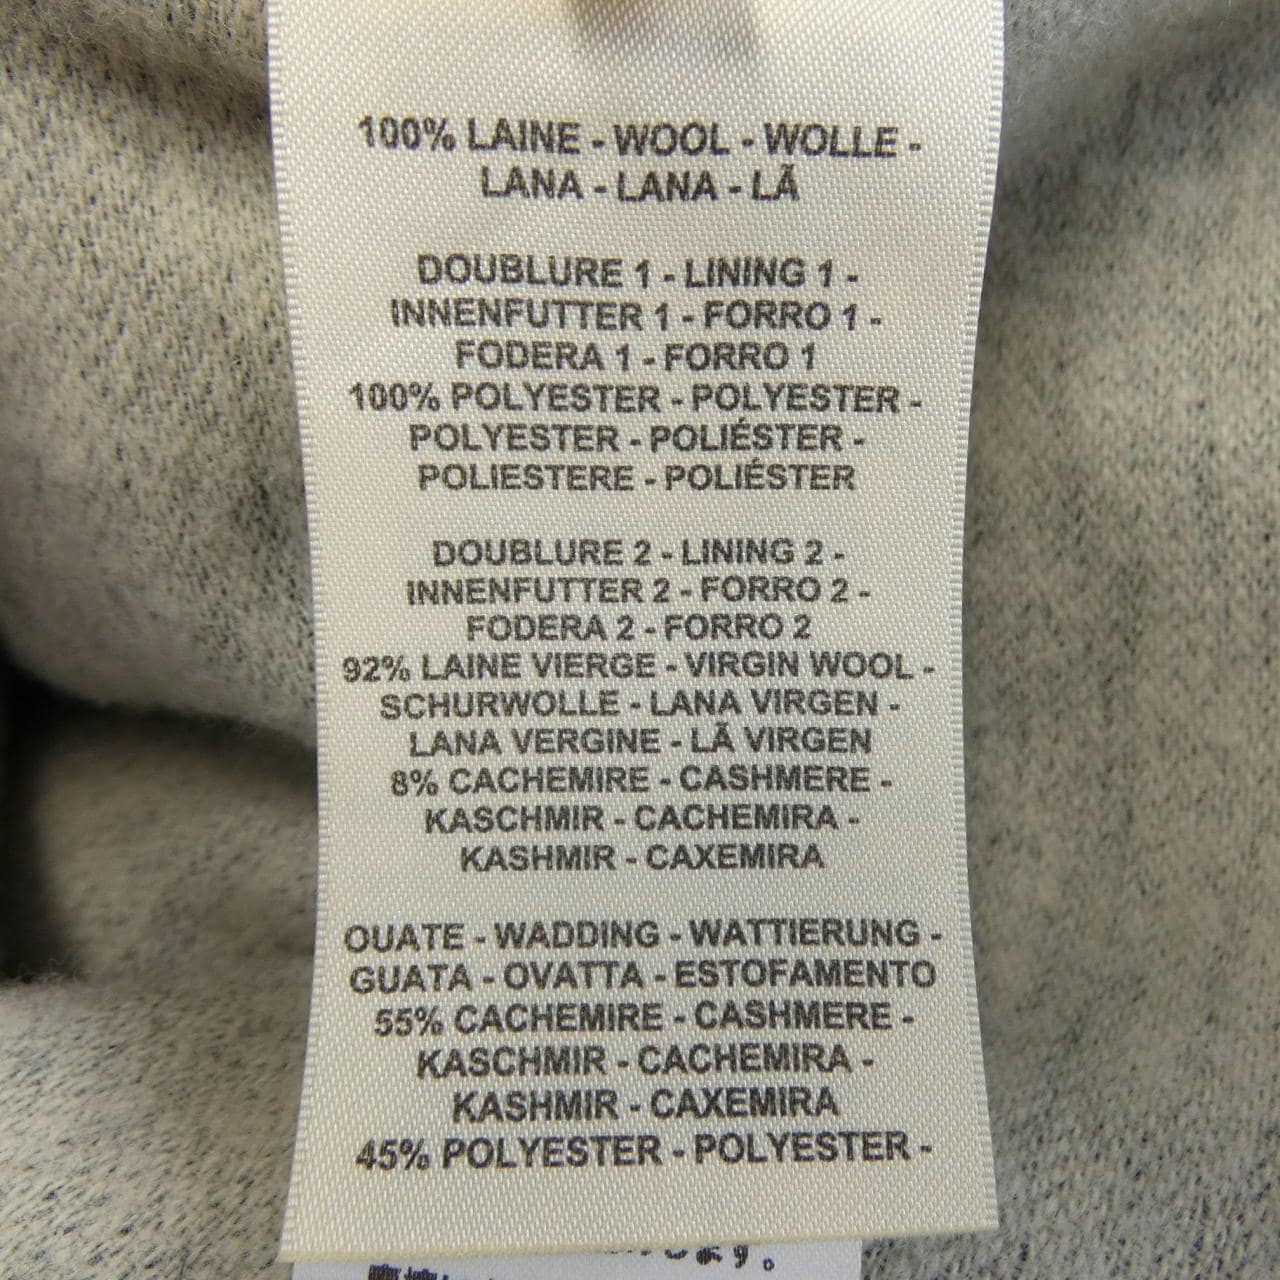 100% LAINE - WOOL - WOLLE -
LANA - LANA - LÃ
DOUBLURE 1 - LINING 1 -
INNENFUTTER 1 - FORRO 1 -
FODERA 1 - FORRO 1
100% POLYESTER - POLYESTER -
POLYESTER - POLIÉSTER -
POLIESTERE - POLIÉSTER
DOUBLURE 2 - LINING 2 -
INNENFUTTER 2 - FORRO 2 -
FODERA 2 - FORRO 2
92% LAINE VIERGE - VIRGIN WOOL -
SCHURWOLLE - LANA VIRGEN -
LANA VERGINE - LÃ VIRGEN
8% CACHEMIRE - CASHMERE -
KASCHMIR - CACHEMIRA -
KASHMIR - CAXEMIRA
OUATE - WADDING - WATTIERUNG -
GUATA - OVATTA - ESTOFAMENTO
55% CACHEMIRE - CASHMERE -
KASCHMIR - CACHEMIRA -
KASHMIR - CAXEMIRA
45% POLYESTER - POLYESTER -